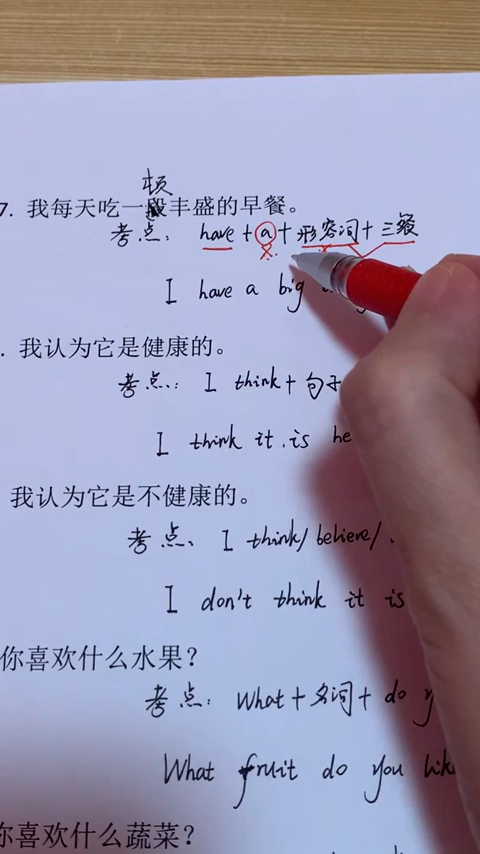 顿
7. 我每天吃一 丰盛的早餐。
考点: have + a + 形容词 + 三餐
I have a big
. 我认为它是健康的。
考点: I think + 句子
I think it is he
我认为它是不健康的。
考点: I think/ believe/
I don't think it is
你喜欢什么水果?
考点: What + 名词 + do y
What fruit do you like
你喜欢什么蔬菜?